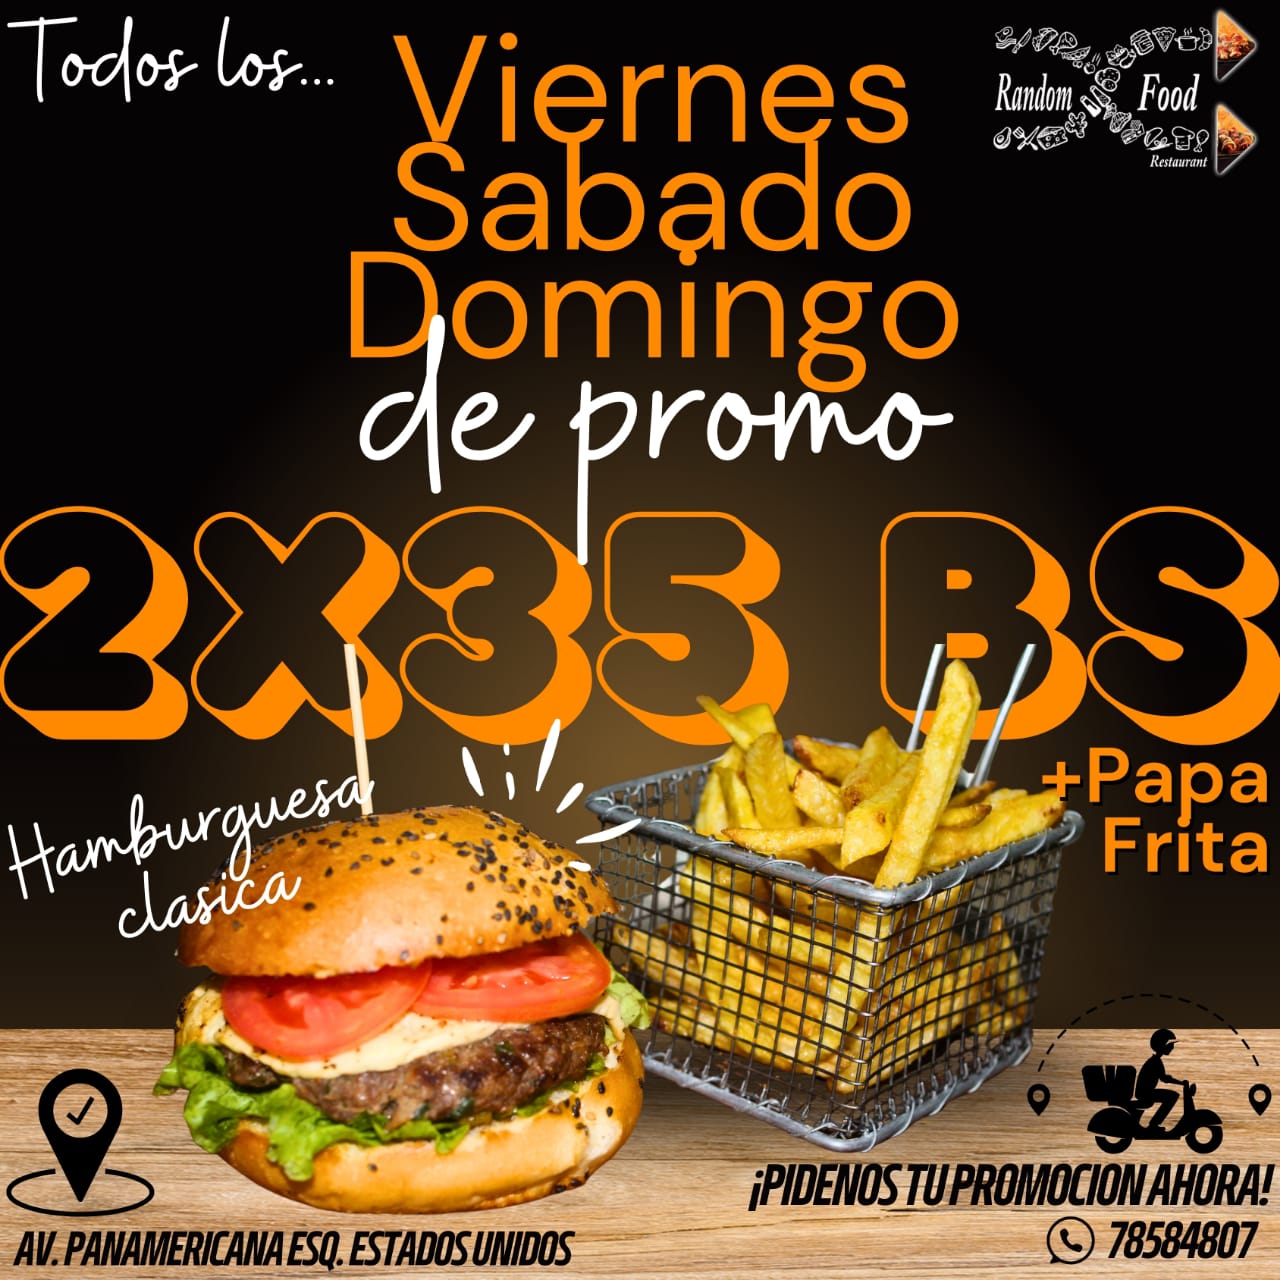 Todos los...
Viernes
Sabado
Domingo
de promo
Random Food
Restaurant
2X35 BS
+Papa
Frita
Hamburguesa
clasica
¡PIDENOS TU PROMOCION AHORA!
78584807
AV. PANAMERICANA ESQ. ESTADOS UNIDOS